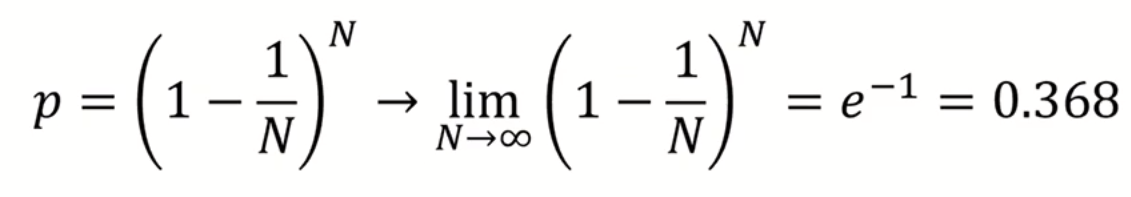 p = (1 − 1/N)^N → lim_{N→∞} (1 − 1/N)^N = e^{−1} = 0.368